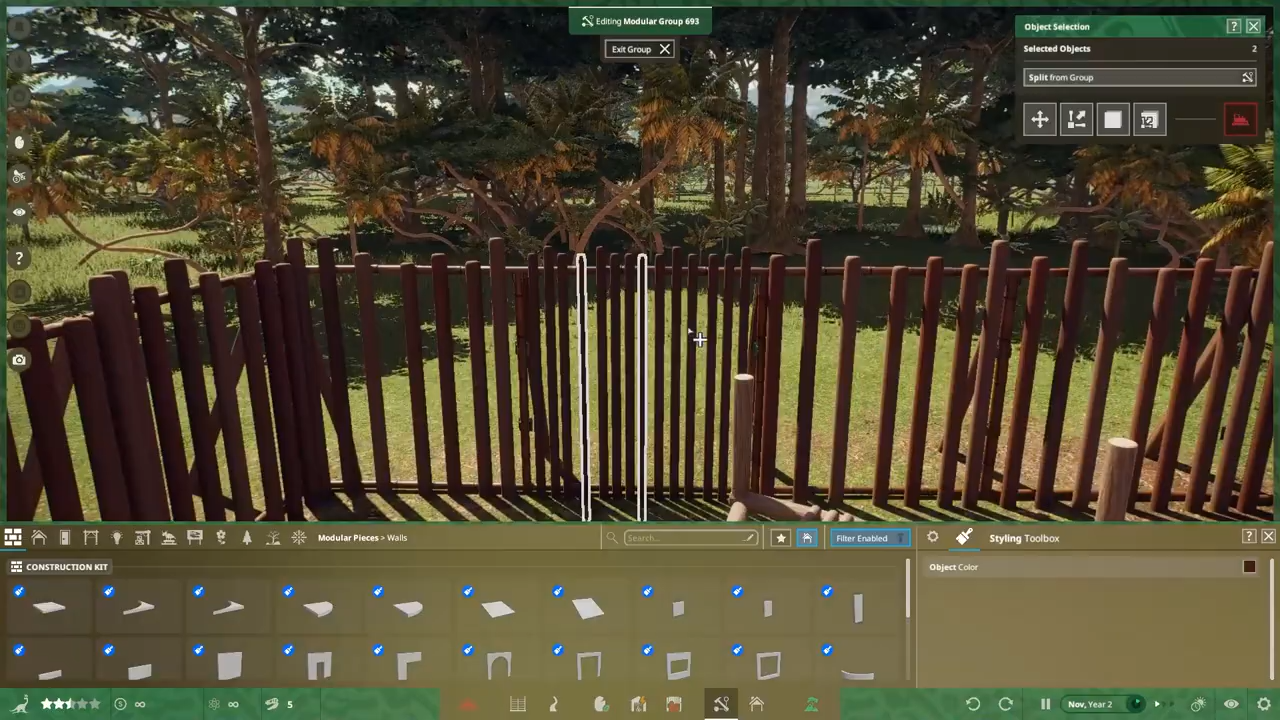 Editing Modular Group 693
Exit Group
Object Selection
?
Selected Objects 2
Split from Group
?
Modular Pieces > Walls
Search...
Filter Enabled
Styling Toolbox
?
CONSTRUCTION KIT
Object Color
∞
∞
5
Nov, Year 2